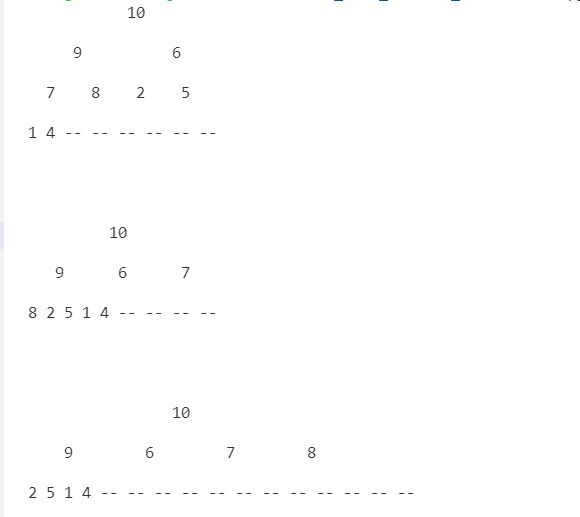 10
9 6
7 8 2 5
1 4 -- -- -- -- -- --
10
9 6 7
8 2 5 1 4 -- -- -- --
10
9 6 7 8
2 5 1 4 -- -- -- -- -- -- -- -- -- -- -- --